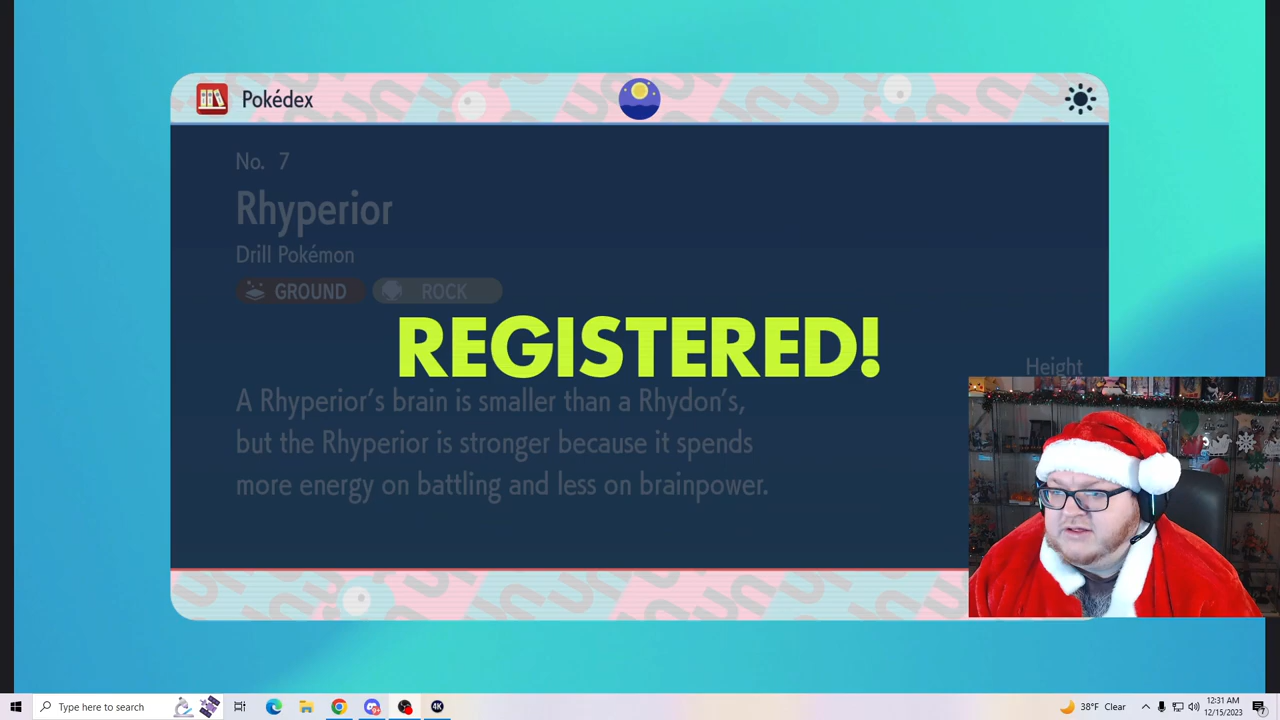 Pokédex
No. 7
Rhyperior
Drill Pokémon
GROUND ROCK
REGISTERED!
Height
A Rhyperior's brain is smaller than a Rhydon's,
but the Rhyperior is stronger because it spends
more energy on battling and less on brainpower.
Type here to search
4K
38°F Clear
12:31 AM
12/15/2023
7